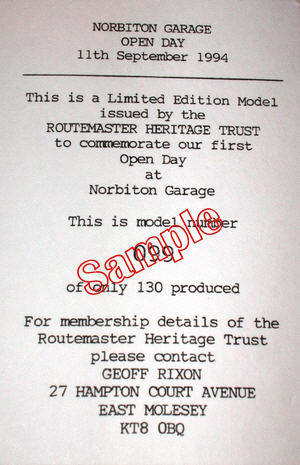 NORBITON GARAGE
OPEN DAY
11th September 1994
This is a Limited Edition Model
issued by the
ROUTEMASTER HERITAGE TRUST
to commemorate our first
Open Day
at
Norbiton Garage
This is model number
099
Sample
of only 130 produced
For membership details of the
Routemaster Heritage Trust
please contact
GEOFF RIXON
27 HAMPTON COURT AVENUE
EAST MOLESEY
KT8 0BQ